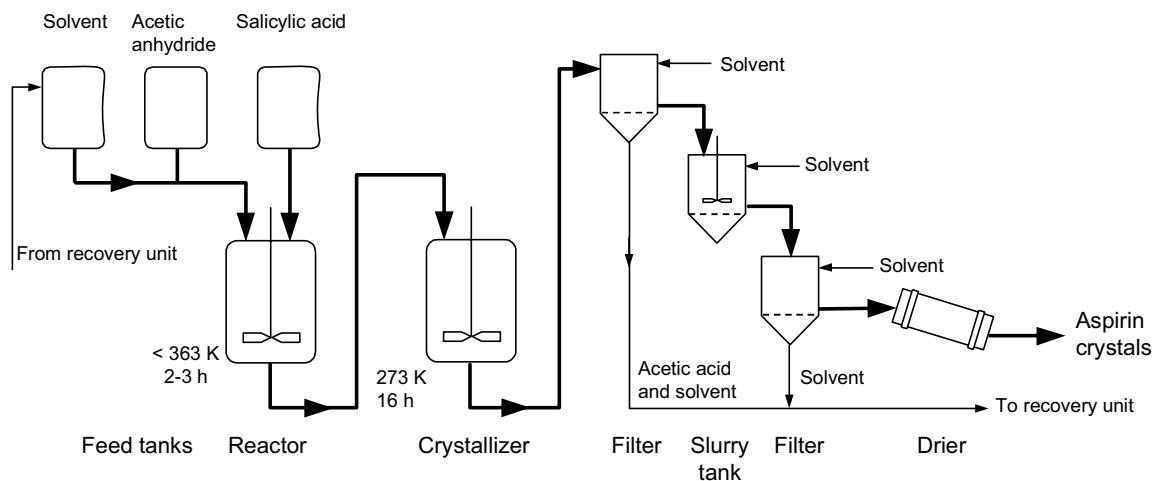 Solvent
Acetic
anhydride
Salicylic acid
Solvent
Solvent
From recovery unit
Solvent
Aspirin
crystals
< 363 K
2-3 h
273 K
16 h
Acetic acid
and solvent
Solvent
To recovery unit
Feed tanks
Reactor
Crystallizer
Filter
Slurry
tank
Filter
Drier